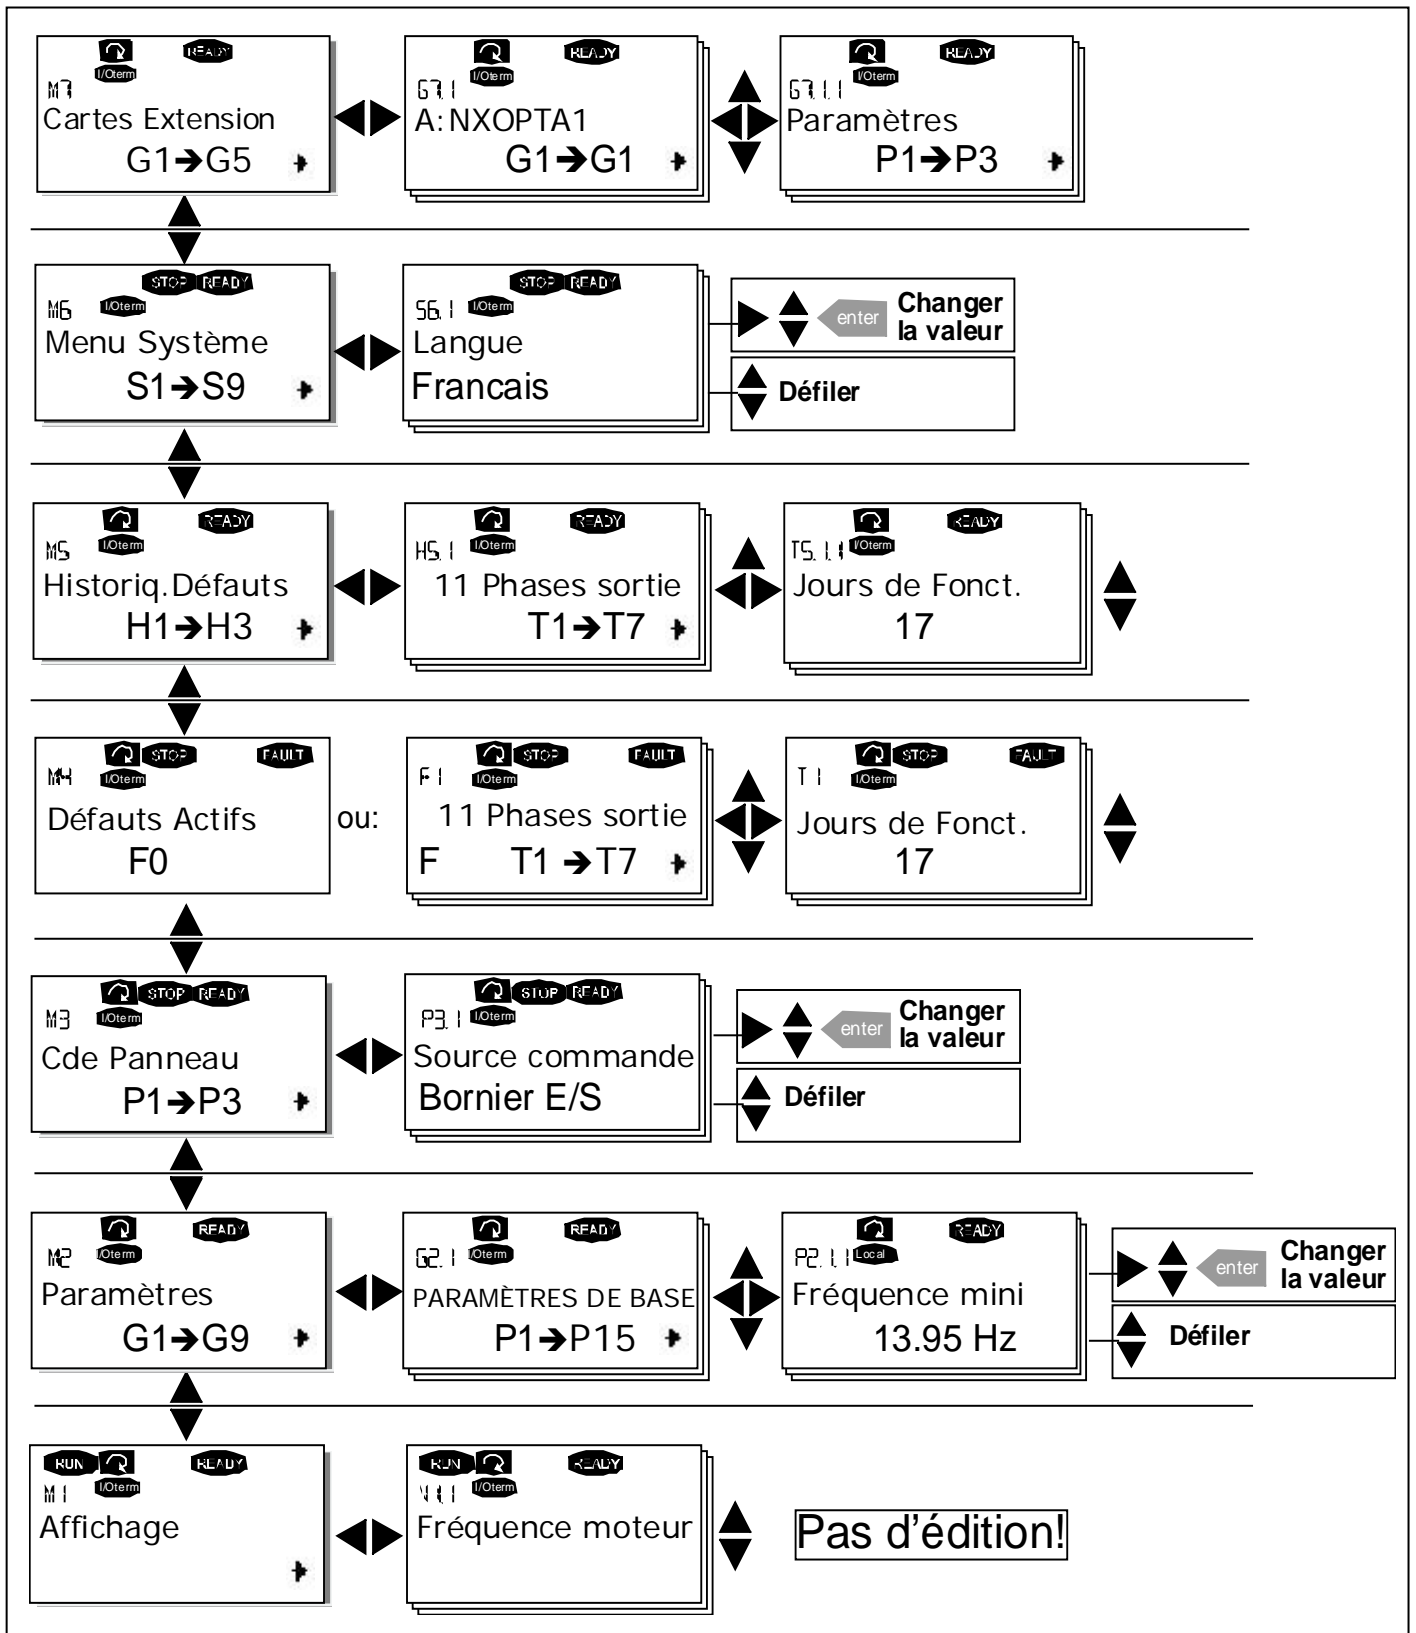 READY
READY
READY
I/Oterm
I/Oterm
I/Oterm
M7
G7.1
G7.1.1
Cartes Extension
A:NXOPTA1
Paramètres
G1➔G5
G1➔G1
P1➔P3
STOP READY
STOP READY
M6 I/Oterm
S6.1 I/Oterm
Menu Système
Langue
S1➔S9
Francais
enter
Changer
la valeur
Défiler
READY
READY
READY
M5 I/Oterm
H5.1 I/Oterm
T5.1.1 I/Oterm
Historiq.Défauts
11 Phases sortie
Jours de Fonct.
H1➔H3
T1➔T7
17
STOP FAULT
STOP FAULT
STOP FAULT
M4 I/Oterm
F1 I/Oterm
T1 I/Oterm
Défauts Actifs
ou:
11 Phases sortie
Jours de Fonct.
F0
F T1 ➔T7
17
STOP READY
STOP READY
M3 I/Oterm
P3.1 I/Oterm
Cde Panneau
Source commande
P1➔P3
Bornier E/S
enter
Changer
la valeur
Défiler
READY
READY
READY
M2 I/Oterm
G2.1 I/Oterm
P2.1.1 Local
Paramètres
PARAMÈTRES DE BASE
Fréquence mini
G1➔G9
P1➔P15
13.95 Hz
enter
Changer
la valeur
Défiler
RUN READY
RUN READY
M1 I/Oterm
V1.1 I/Oterm
Affichage
Fréquence moteur
Pas d’édition!